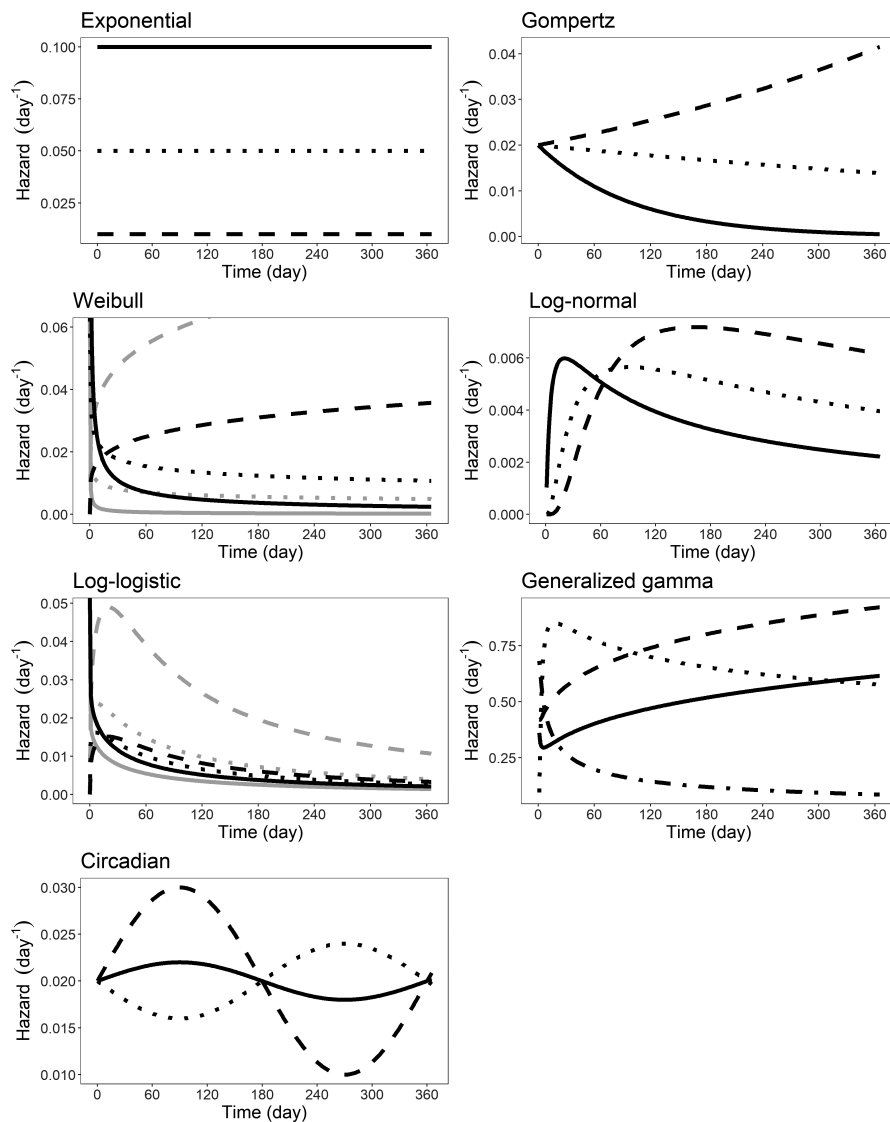 Exponential
Hazard (day⁻¹)
0.100
0.075
0.050
0.025
0 60 120 180 240 300 360
Time (day)
Gompertz
Hazard (day⁻¹)
0.04
0.03
0.02
0.01
0.00
0 60 120 180 240 300 360
Time (day)
Weibull
Hazard (day⁻¹)
0.06
0.04
0.02
0.00
0 60 120 180 240 300 360
Time (day)
Log-normal
Hazard (day⁻¹)
0.006
0.004
0.002
0.000
0 60 120 180 240 300 360
Time (day)
Log-logistic
Hazard (day⁻¹)
0.05
0.04
0.03
0.02
0.01
0.00
0 60 120 180 240 300 360
Time (day)
Generalized gamma
Hazard (day⁻¹)
0.75
0.50
0.25
0 60 120 180 240 300 360
Time (day)
Circadian
Hazard (day⁻¹)
0.030
0.025
0.020
0.015
0.010
0 60 120 180 240 300 360
Time (day)